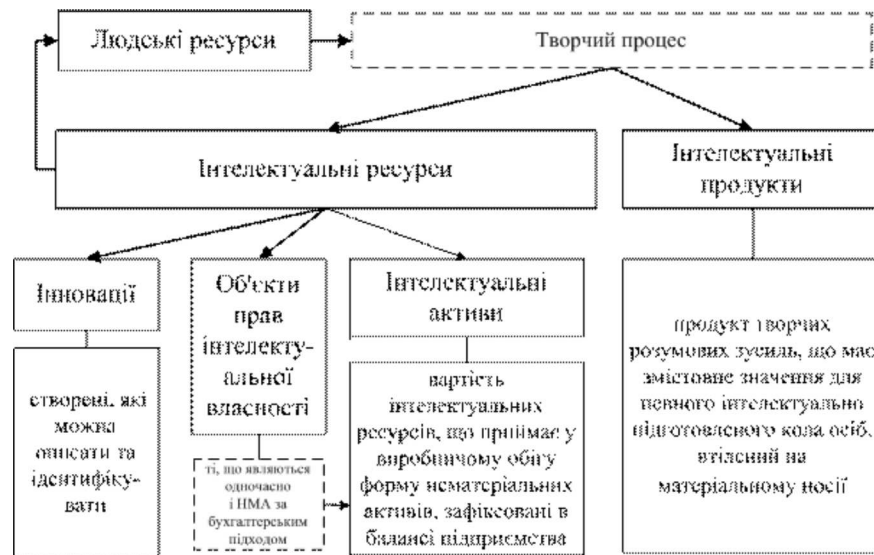 Людські ресурси
Творчий процес
Інтелектуальні ресурси
Інтелектуальні
продукти
Інновації
Об'єкти
прав
інтелекту-
альної
власності
Інтелектуальні
активи
створені, які
можна
описати та
ідентифіку-
вати
ті, що являються
одночасно
і НМА за
бухгалтерським
підходом
вартість
інтелектуальних
ресурсів, що приймає у
виробничому обігу
форму нематеріальних
активів, зафіксовані в
балансі підприємства
продукт творчих
розумових зусиль, що має
змістовне значення для
певного інтелектуально
підготовленого кола осіб,
втілений на
матеріальному носії